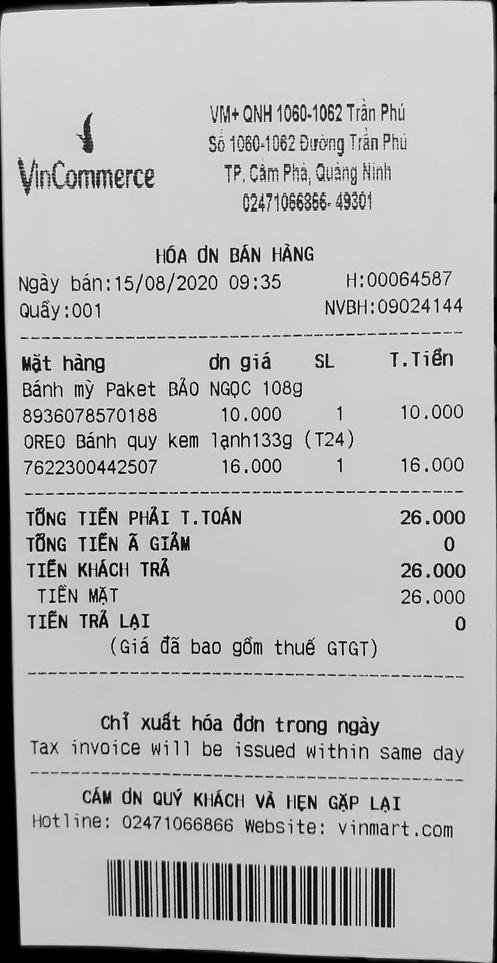 VinCommerce
VM+ QNH 1060-1062 Trần Phú
Số 1060-1062 Đường Trần Phú
TP. Cẩm Phả, Quảng Ninh
02471066866- 49301
HÓA ƠN BÁN HÀNG
Ngày bán:15/08/2020 09:35 H:00064587
Quầy:001 NVBH:09024144
Mặt hàng ơn giá SL T.Tiền
Bánh mỳ Paket BẢO NGỌC 108g
8936078570188 10.000 1 10.000
OREO Bánh quy kem lạnh133g (T24)
7622300442507 16.000 1 16.000
TỔNG TIỀN PHẢI T.TOÁN 26.000
TỔNG TIỀN Ã GIẢM 0
TIỀN KHÁCH TRẢ 26.000
TIỀN MẶT 26.000
TIỀN TRẢ LẠI 0
(Giá đã bao gồm thuế GTGT)
Chỉ xuất hóa đơn trong ngày
Tax invoice will be issued within same day
CẢM ƠN QUÝ KHÁCH VÀ HẸN GẶP LẠI
Hotline: 02471066866 Website: vinmart.com